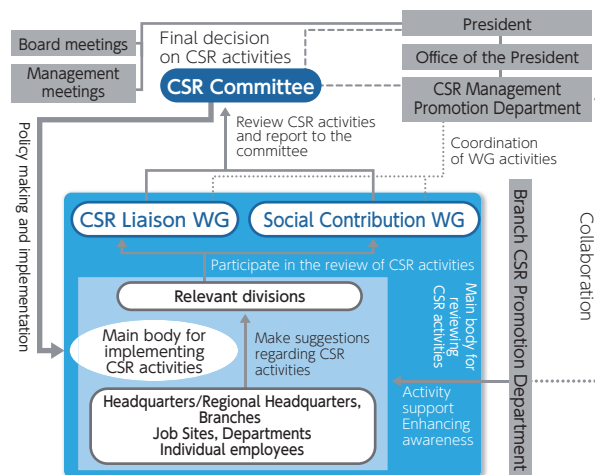 Board meetings
Management
meetings
Final decision
on CSR activities
CSR Committee
President
Office of the President
CSR Management
Promotion Department
Review CSR activities
and report to the
committee
Coordination
of WG activities
Policy making and implementation
CSR Liaison WG
Social Contribution WG
Participate in the review of CSR activities
Relevant divisions
Main body for
implementing
CSR activities
Make suggestions
regarding CSR
activities
Headquarters/Regional Headquarters,
Branches
Job Sites, Departments
Individual employees
Main body for
reviewing
CSR activities
Activity
support
Enhancing
awareness
Branch CSR Promotion Department
Collaboration